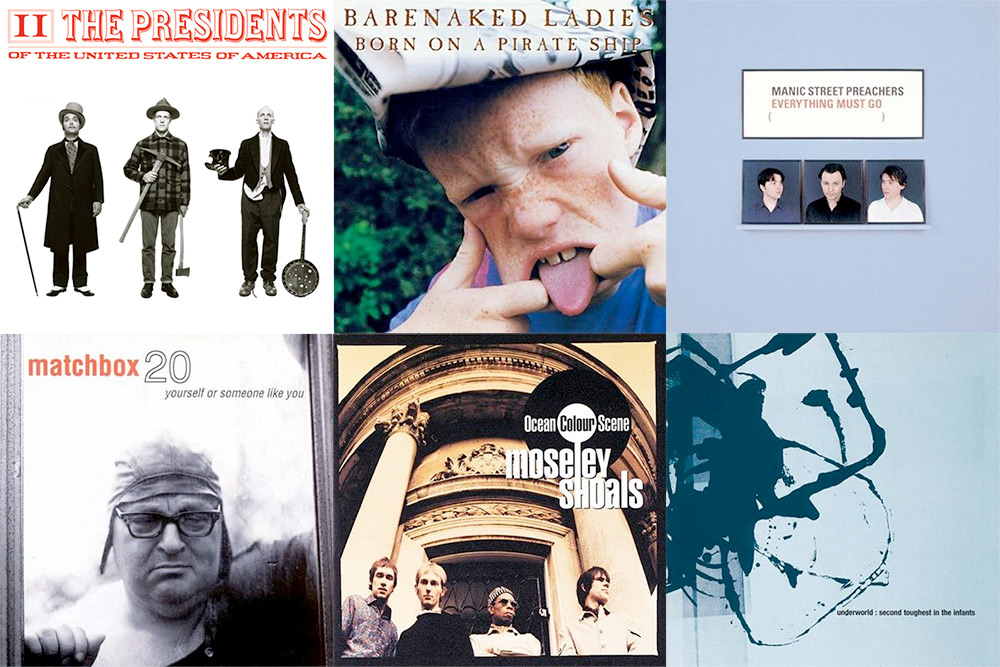 II THE PRESIDENTS
OF THE UNITED STATES OF AMERICA
BARENAKED LADIES
BORN ON A PIRATE SHIP
MANIC STREET PREACHERS
EVERYTHING MUST GO
( )
matchbox 20
yourself or someone like you
Ocean Colour Scene
moseley
shoals
underworld : second toughest in the infants